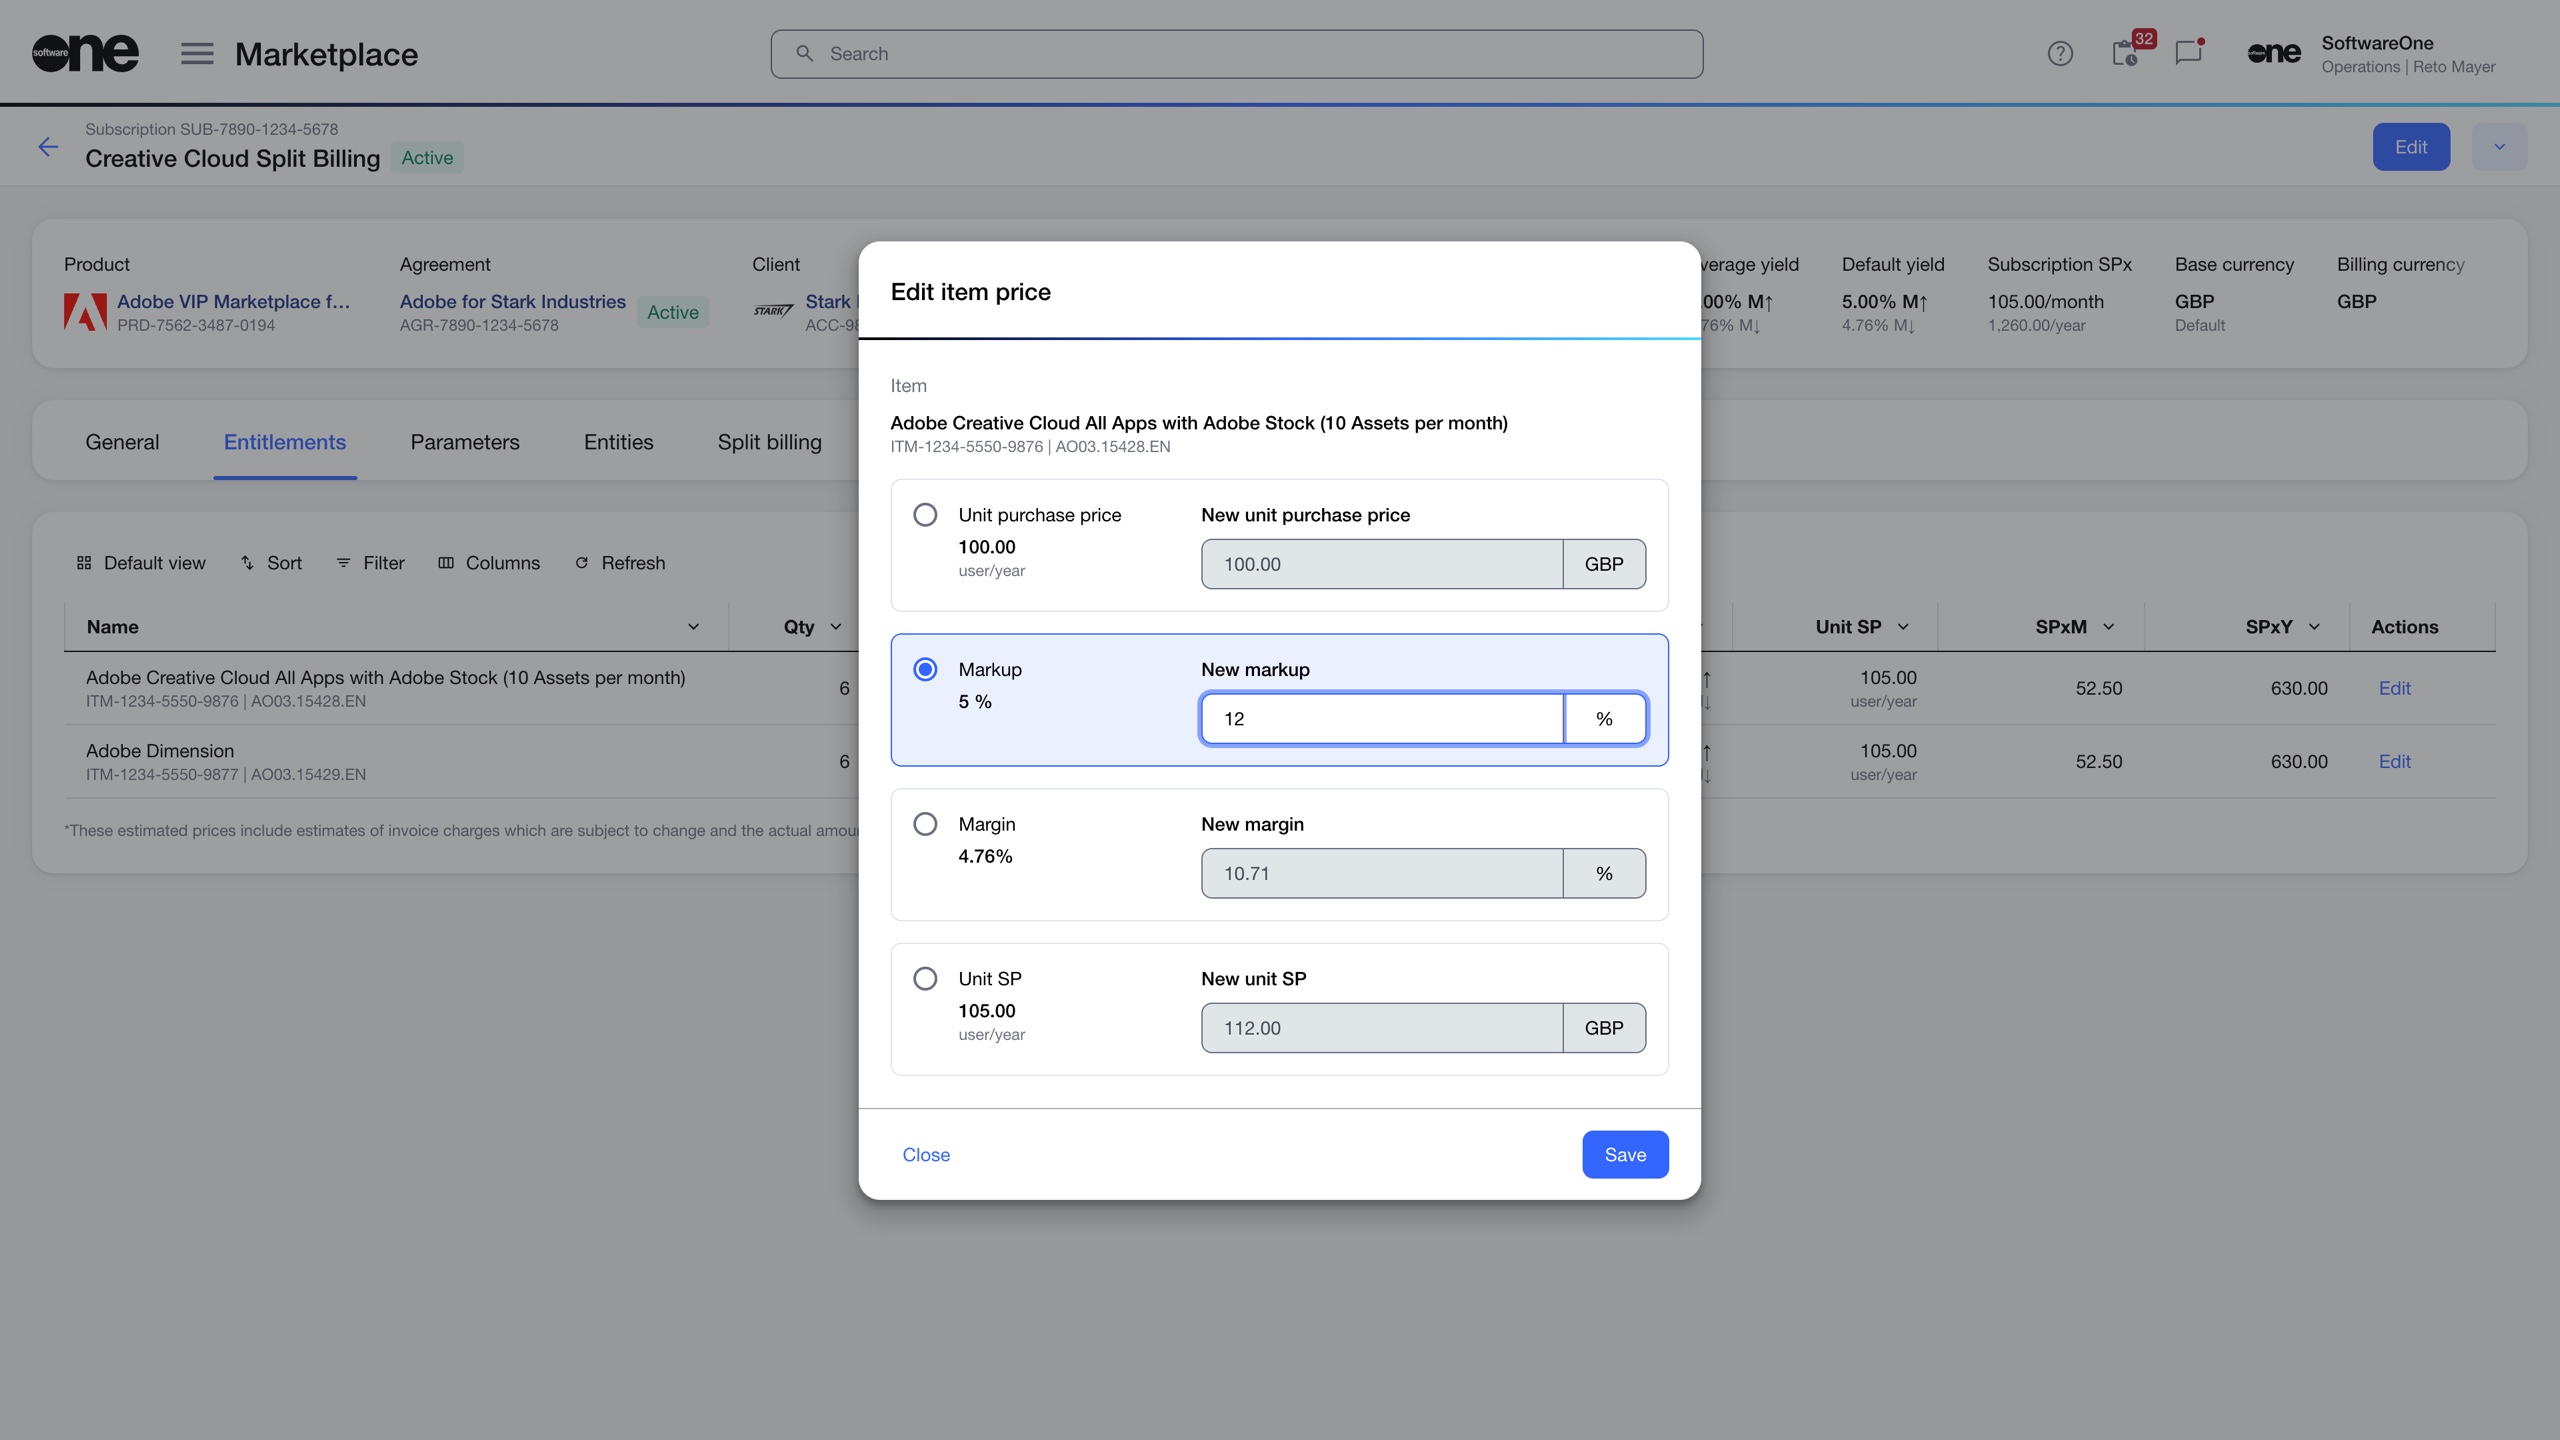 software one
Marketplace
Search
32
one
SoftwareOne
Operations | Reto Mayer
Subscription SUB-7890-1234-5678
Creative Cloud Split Billing
Active
Edit
Product
Adobe VIP Marketplace f...
PRD-7562-3487-0194
Agreement
Adobe for Stark Industries
AGR-7890-1234-5678
Active
Client
STARK
Stark
ACC-98
verage yield
.00% M↑
76% M↓
Default yield
5.00% M↑
4.76% M↓
Subscription SPx
105.00/month
1,260.00/year
Base currency
GBP
Default
Billing currency
GBP
General
Entitlements
Parameters
Entities
Split billing
Default view
Sort
Filter
Columns
Refresh
Name
Qty
Unit SP
SPxM
SPxY
Actions
Adobe Creative Cloud All Apps with Adobe Stock (10 Assets per month)
ITM-1234-5550-9876 | AO03.15428.EN
6
105.00
user/year
52.50
630.00
Edit
Adobe Dimension
ITM-1234-5550-9877 | AO03.15429.EN
6
105.00
user/year
52.50
630.00
Edit
*These estimated prices include estimates of invoice charges which are subject to change and the actual amou
Edit item price
Item
Adobe Creative Cloud All Apps with Adobe Stock (10 Assets per month)
ITM-1234-5550-9876 | AO03.15428.EN
Unit purchase price
100.00
user/year
New unit purchase price
100.00
GBP
Markup
5 %
New markup
12
%
Margin
4.76%
New margin
10.71
%
Unit SP
105.00
user/year
New unit SP
112.00
GBP
Close
Save